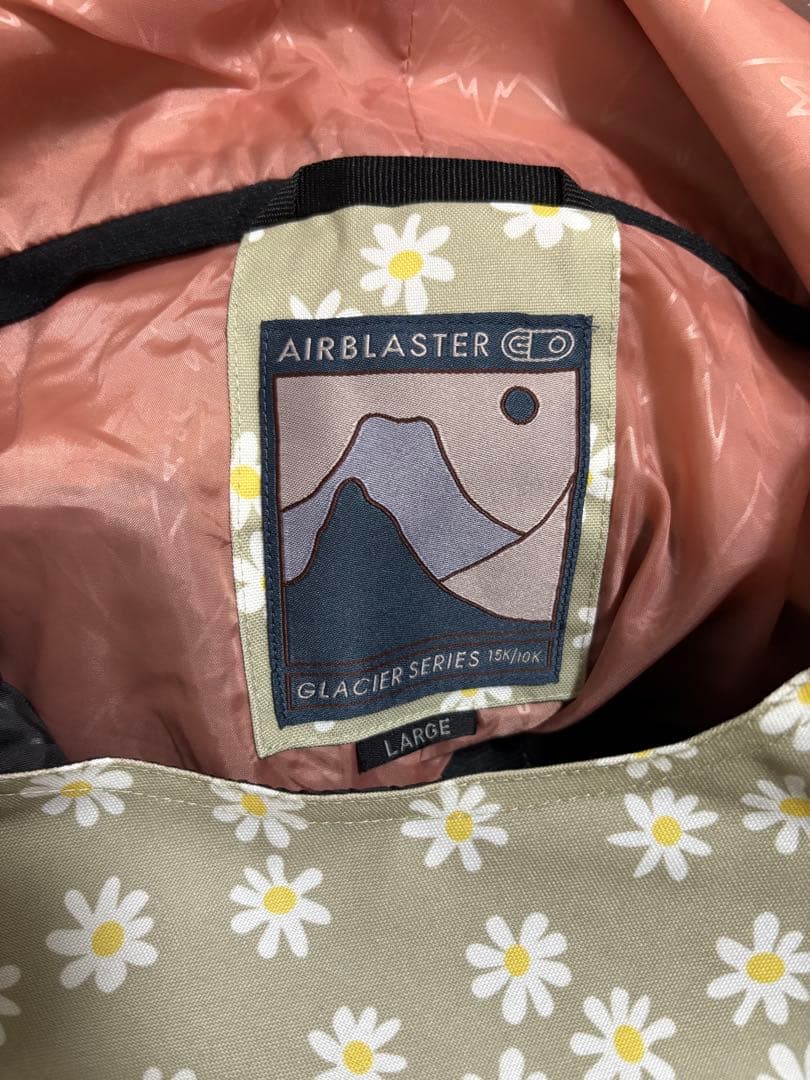 AIRBLASTER
GLACIER SERIES 15K/10K
LARGE